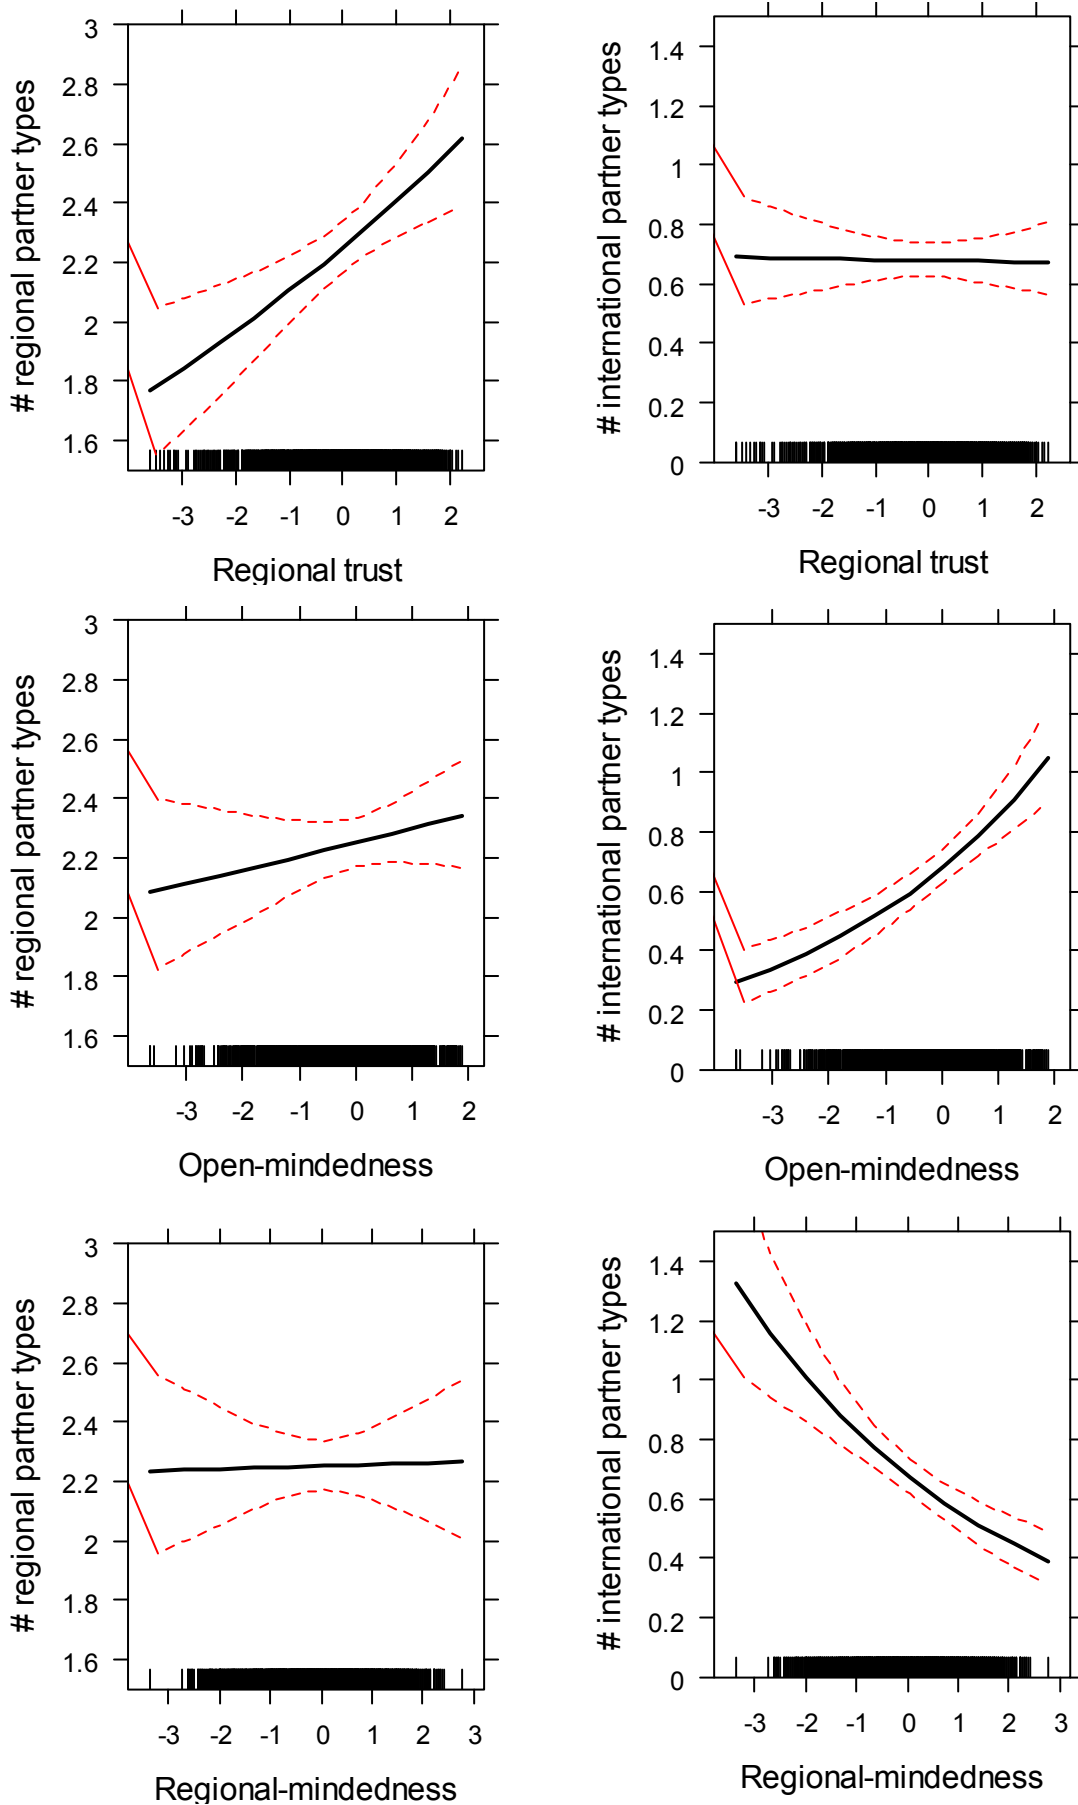 # regional partner types
3
2.8
2.6
2.4
2.2
2
1.8
1.6
-3 -2 -1 0 1 2
Regional trust
# international partner types
1.4
1.2
1
0.8
0.6
0.4
0.2
0
-3 -2 -1 0 1 2
Regional trust
# regional partner types
3
2.8
2.6
2.4
2.2
2
1.8
1.6
-3 -2 -1 0 1 2
Open-mindedness
# international partner types
1.4
1.2
1
0.8
0.6
0.4
0.2
0
-3 -2 -1 0 1 2
Open-mindedness
# regional partner types
3
2.8
2.6
2.4
2.2
2
1.8
1.6
-3 -2 -1 0 1 2 3
Regional-mindedness
# international partner types
1.4
1.2
1
0.8
0.6
0.4
0.2
0
-3 -2 -1 0 1 2 3
Regional-mindedness